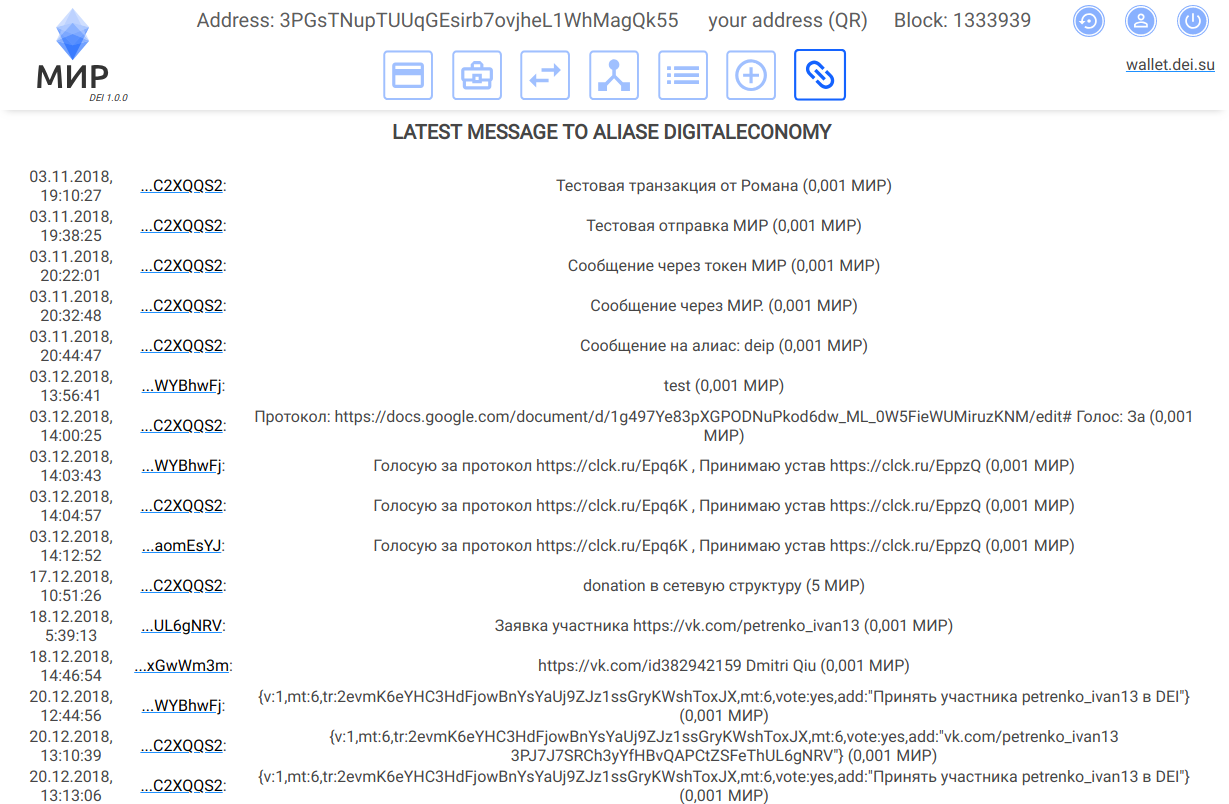 Address: 3PGsTNupTUUqGEsirb7ovjheL1WhMagQk55 your address (QR) Block: 1333939
МИР
DEI 1.0.0
wallet.dei.su
LATEST MESSAGE TO ALIASE DIGITALECONOMY
03.11.2018,
19:10:27
...C2XQQS2: Тестовая транзакция от Романа (0,001 МИР)
03.11.2018,
19:38:25
...C2XQQS2: Тестовая отправка МИР (0,001 МИР)
03.11.2018,
20:22:01
...C2XQQS2: Сообщение через токен МИР (0,001 МИР)
03.11.2018,
20:32:48
...C2XQQS2: Сообщение через МИР. (0,001 МИР)
03.11.2018,
20:44:47
...C2XQQS2: Сообщение на алиас: deip (0,001 МИР)
03.12.2018,
13:56:41
...WYBhwFj: test (0,001 МИР)
03.12.2018,
14:00:25
...C2XQQS2: Протокол: https://docs.google.com/document/d/1g497Ye83pXGPODNuPkod6dw_ML_0W5FieWUMiruzKNM/edit# Голос: За (0,001
МИР)
03.12.2018,
14:03:43
...WYBhwFj: Голосую за протокол https://clck.ru/Epq6K , Принимаю устав https://clck.ru/EppzQ (0,001 МИР)
03.12.2018,
14:04:57
...C2XQQS2: Голосую за протокол https://clck.ru/Epq6K , Принимаю устав https://clck.ru/EppzQ (0,001 МИР)
03.12.2018,
14:12:52
...aomEsYJ: Голосую за протокол https://clck.ru/Epq6K , Принимаю устав https://clck.ru/EppzQ (0,001 МИР)
17.12.2018,
10:51:26
...C2XQQS2: donation в сетевую структуру (5 МИР)
18.12.2018,
5:39:13
...UL6gNRV: Заявка участника https://vk.com/petrenko_ivan13 (0,001 МИР)
18.12.2018,
14:46:54
...xGwWm3m: https://vk.com/id382942159 Dmitri Qiu (0,001 МИР)
20.12.2018,
12:44:56
...WYBhwFj: {v:1,mt:6,tr:2evmK6eYHC3HdFjowBnYsYaUj9ZJz1ssGryKWshToxJX,mt:6,vote:yes,add:"Принять участника petrenko_ivan13 в DEI"}
(0,001 МИР)
20.12.2018,
13:10:39
...C2XQQS2: {v:1,mt:6,tr:2evmK6eYHC3HdFjowBnYsYaUj9ZJz1ssGryKWshToxJX,mt:6,vote:yes,add:"vk.com/petrenko_ivan13
3PJ7J7SRCh3yYfHBvQAPCtZSFeThUL6gNRV"} (0,001 МИР)
20.12.2018,
13:13:06
...C2XQQS2: {v:1,mt:6,tr:2evmK6eYHC3HdFjowBnYsYaUj9ZJz1ssGryKWshToxJX,mt:6,vote:yes,add:"Принять участника petrenko_ivan13 в DEI"}
(0,001 МИР)